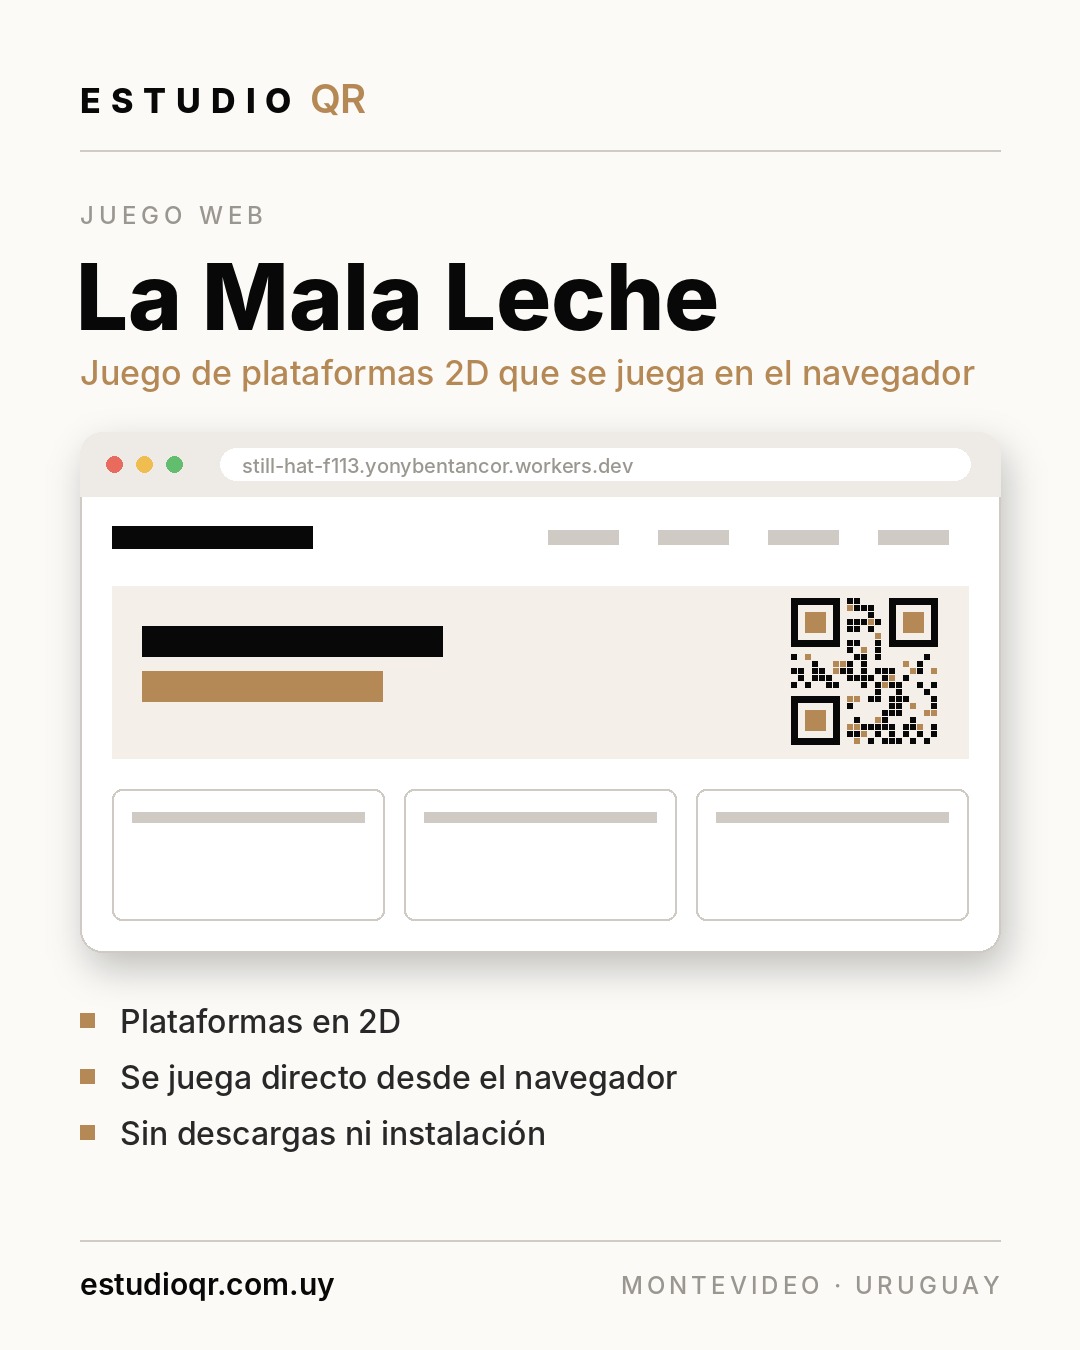 ESTUDIO QR
JUEGO WEB
La Mala Leche
Juego de plataformas 2D que se juega en el navegador
still-hat-f113.yonybentancor.workers.dev
Plataformas en 2D
Se juega directo desde el navegador
Sin descargas ni instalación
estudioqr.com.uy
MONTEVIDEO · URUGUAY